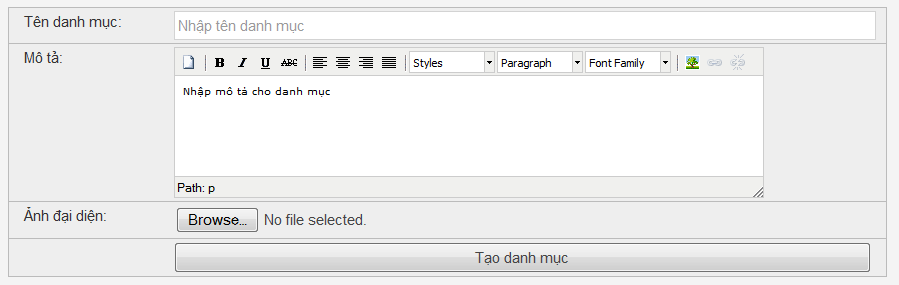 Tên danh mục:
Nhập tên danh mục
Mô tả:
B I U ABC Styles Paragraph Font Family
Nhập mô tả cho danh mục
Path: p
Ảnh đại diện:
Browse... No file selected.
Tạo danh mục